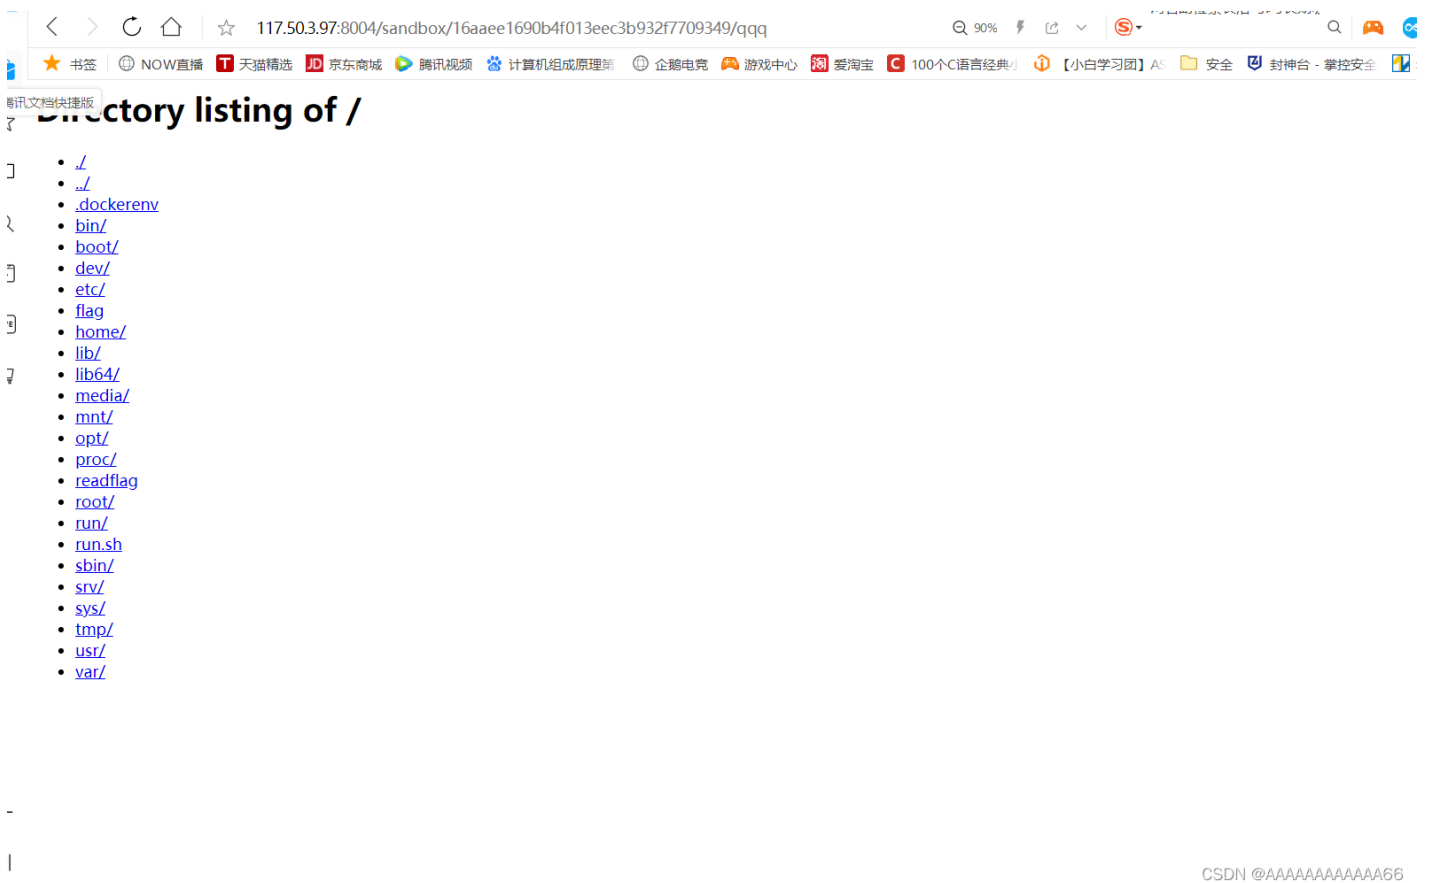 117.50.3.97:8004/sandbox/16aaee1690b4f013eec3b932f7709349/qqq 90%
书签 NOW直播 天猫精选 京东商城 腾讯视频 计算机组成原理第 企鹅电竞 游戏中心 爱淘宝 100个C语言经典小 【小白学习团】AS 安全 封神台 - 掌控安全
腾讯文档快捷版
Directory listing of /
./
../
.dockerenv
bin/
boot/
dev/
etc/
flag
home/
lib/
lib64/
media/
mnt/
opt/
proc/
readflag
root/
run/
run.sh
sbin/
srv/
sys/
tmp/
usr/
var/
CSDN @AAAAAAAAAAAA66